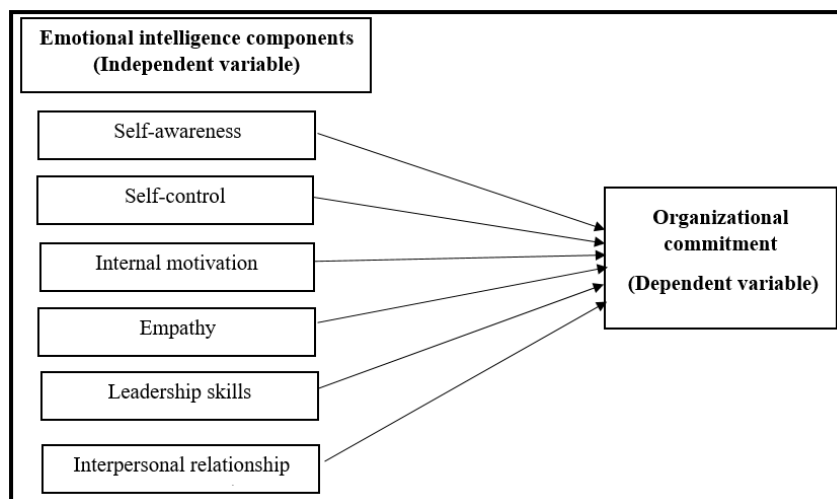 Emotional intelligence components
(Independent variable)
Self-awareness
Self-control
Internal motivation
Empathy
Leadership skills
Interpersonal relationship
Organizational
commitment
(Dependent variable)